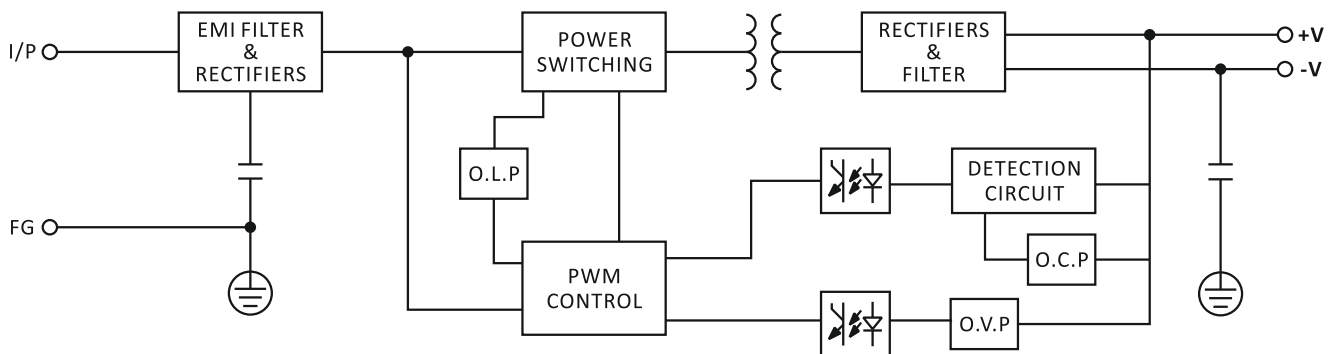 I/P
EMI FILTER
&
RECTIFIERS
POWER
SWITCHING
RECTIFIERS
&
FILTER
+V
-V
O.L.P
DETECTION
CIRCUIT
FG
O.C.P
PWM
CONTROL
O.V.P